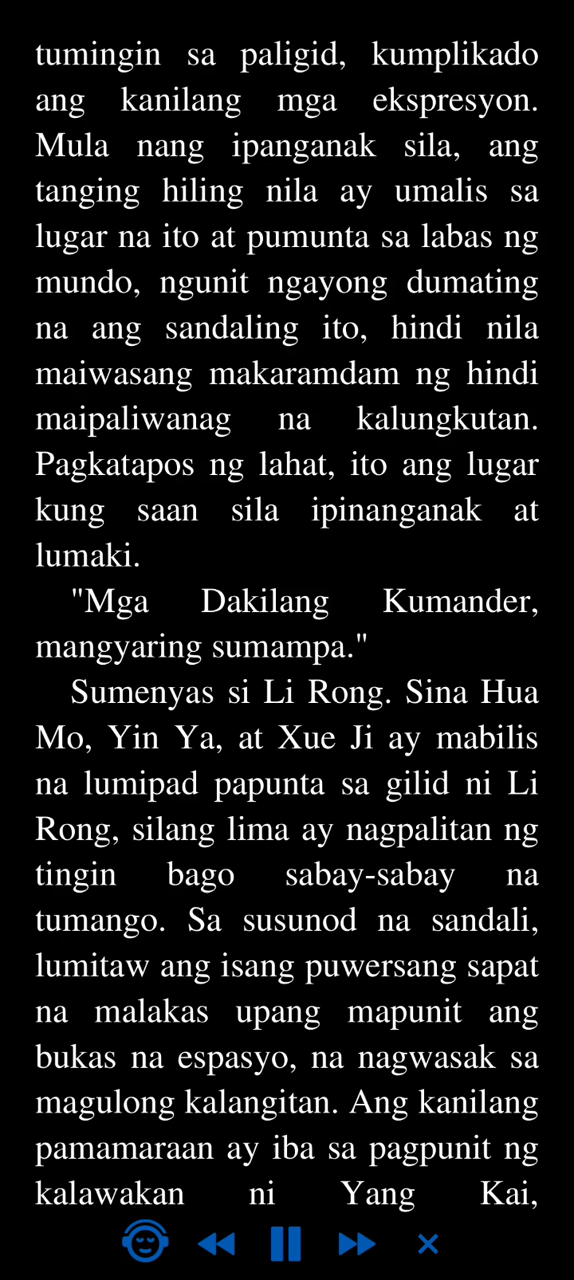 tumingin sa paligid, kumplikado
ang kanilang mga ekspresyon.
Mula nang ipanganak sila, ang
tanging hiling nila ay umalis sa
lugar na ito at pumunta sa labas ng
mundo, ngunit ngayong dumating
na ang sandaling ito, hindi nila
maiwasang makaramdam ng hindi
maipaliwanag na kalungkutan.
Pagkatapos ng lahat, ito ang lugar
kung saan sila ipinanganak at
lumaki.
"Mga Dakilang Kumander,
mangyaring sumampa."
Sumenyas si Li Rong. Sina Hua
Mo, Yin Ya, at Xue Ji ay mabilis
na lumipad papunta sa gilid ni Li
Rong, silang lima ay nagpalitan ng
tingin bago sabay-sabay na
tumango. Sa susunod na sandali,
lumitaw ang isang puwersang sapat
na malakas upang mapunit ang
bukas na espasyo, na nagwasak sa
magulong kalangitan. Ang kanilang
pamamaraan ay iba sa pagpunit ng
kalawakan ni Yang Kai,